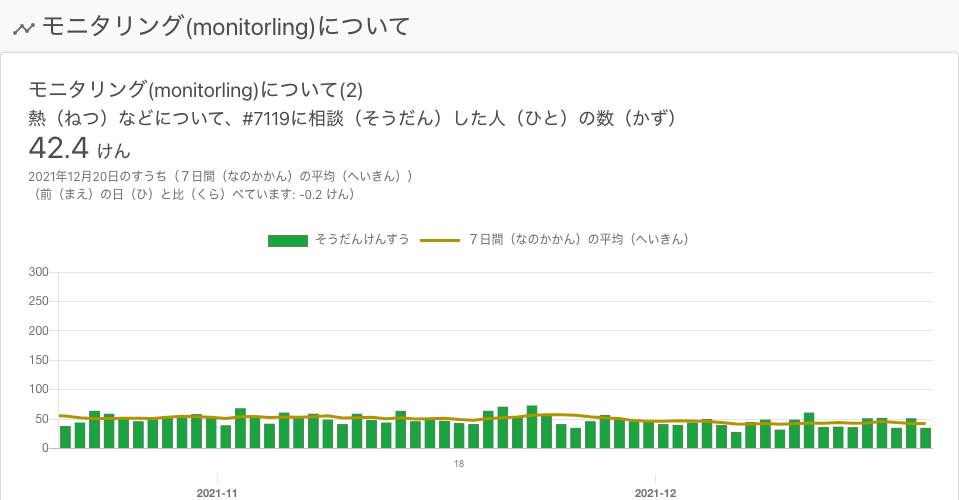 モニタリング(monitorling)について
モニタリング(monitorling)について(2)
熱（ねつ）などについて、#7119に相談（そうだん）した人（ひと）の数（かず）
42.4 けん
2021年12月20日のすうち（７日間（なのかかん）の平均（へいきん））
（前（まえ）の日（ひ）と比（くら）べています: -0.2 けん）
そうだんけんすう ７日間（なのかかん）の平均（へいきん）
300
250
200
150
100
50
0
18
2021-11 2021-12